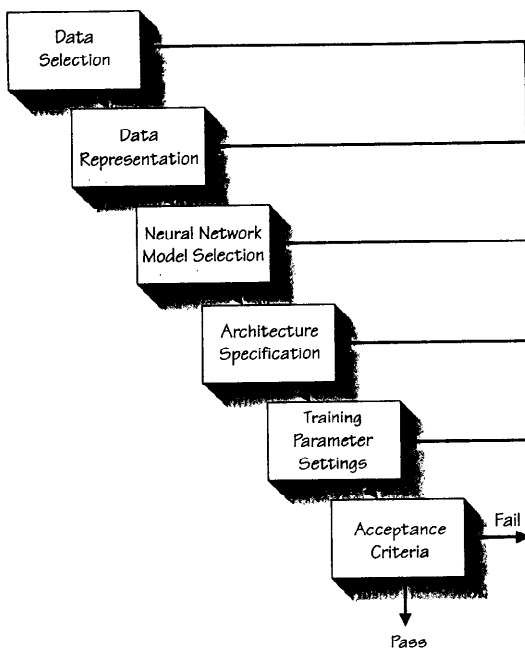 Data
Selection
Data
Representation
Neural Network
Model Selection
Architecture
Specification
Training
Parameter
Settings
Acceptance
Criteria
Fail
Pass